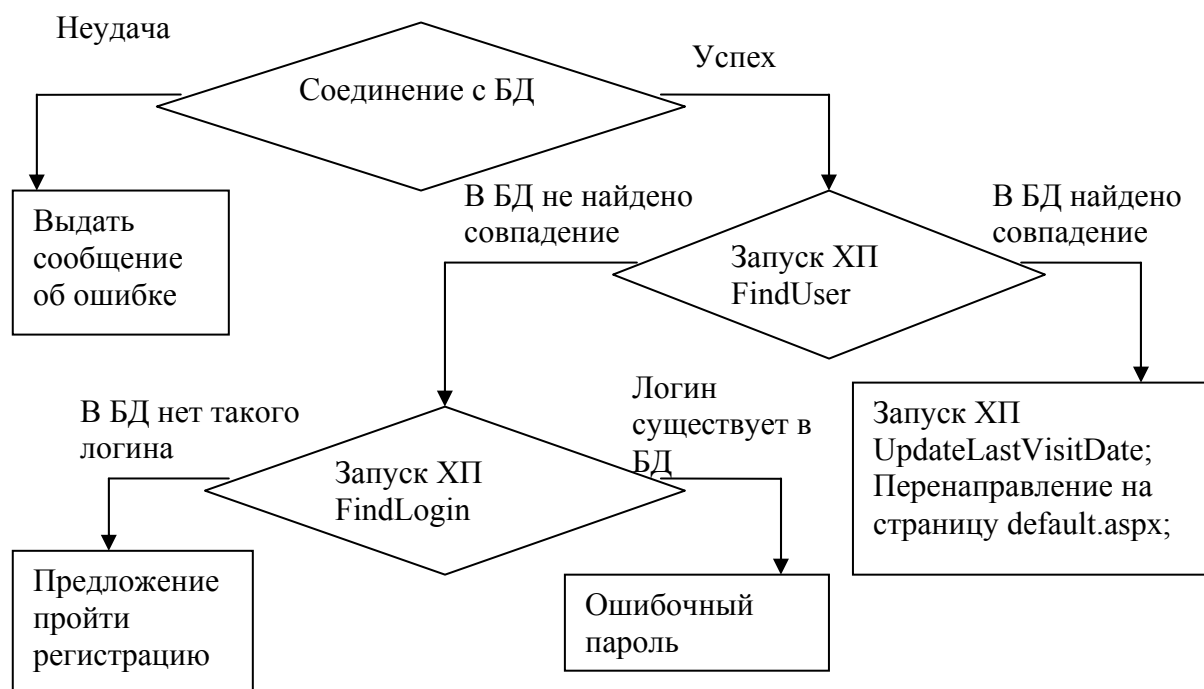 Неудача
Успех
Соединение с БД
Выдать
сообщение
об ошибке
В БД не найдено
совпадение
В БД найдено
совпадение
Запуск ХП
FindUser
В БД нет такого
логина
Логин
существует в
БД
Запуск ХП
FindLogin
Запуск ХП
UpdateLastVisitDate;
Перенаправление на
страницу default.aspx;
Предложение
пройти
регистрацию
Ошибочный
пароль